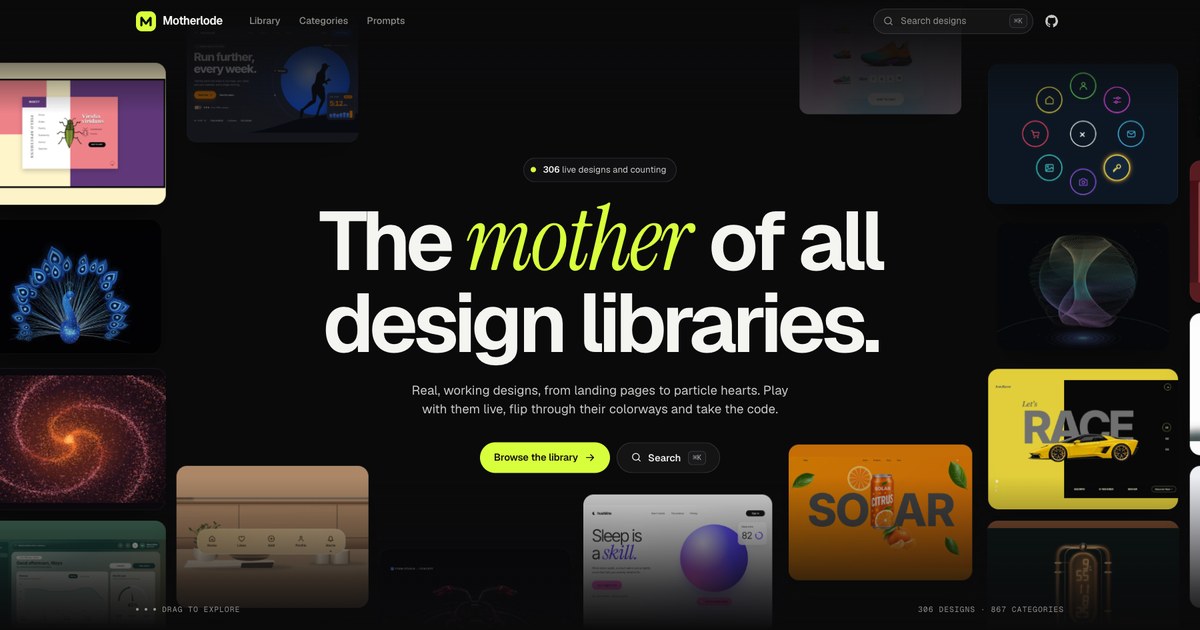 Motherlode
Library
Categories
Prompts
Search designs
⌘K
Run further,
every week.
306 live designs and counting
The mother of all
design libraries.
Real, working designs, from landing pages to particle hearts. Play
with them live, flip through their colorways and take the code.
Browse the library →
Search ⌘K
Let's
RACE
SOLAR
CITRUS
SOLAR
Sleep is
a skill.
82
DRAG TO EXPLORE
306 DESIGNS · 867 CATEGORIES